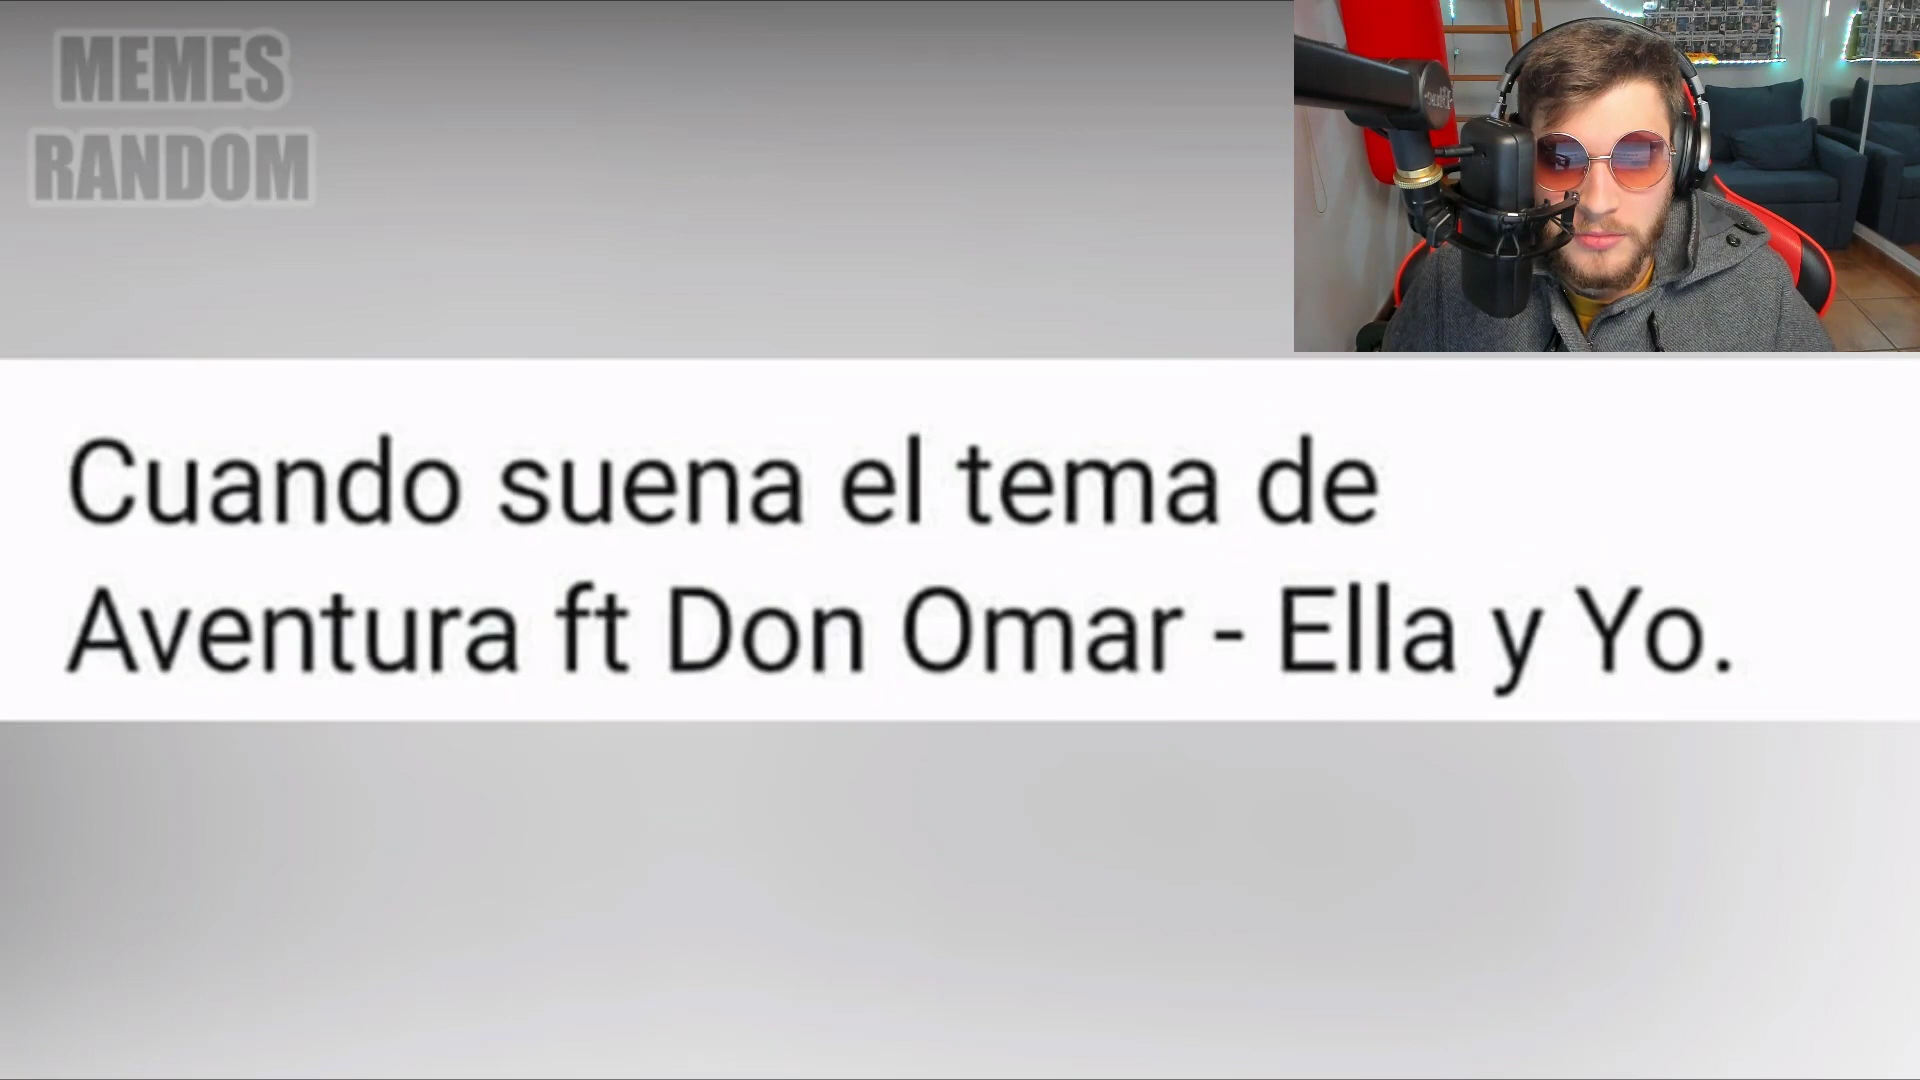 MEMES
RANDOM
Cuando suena el tema de
Aventura ft Don Omar - Ella y Yo.